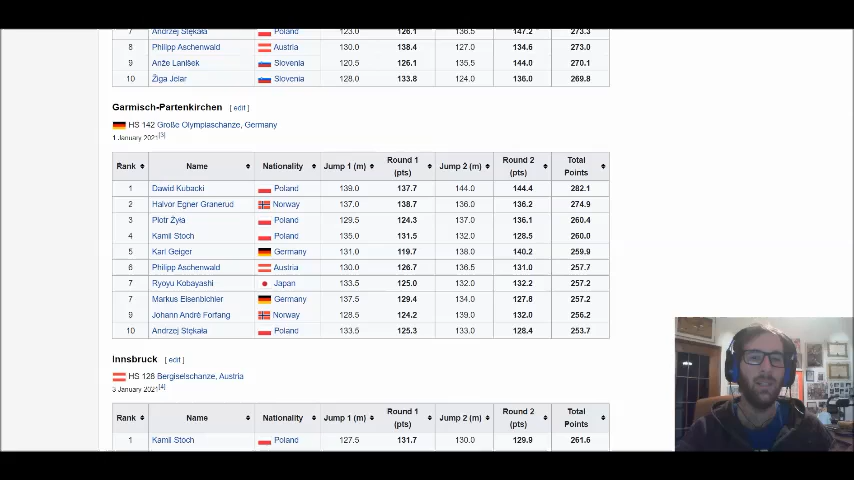 7 Andrzej Stękała Poland 123.0 126.1 136.5 147.2 273.3
8 Philipp Aschenwald Austria 130.0 138.4 127.0 134.6 273.0
9 Anže Lanišek Slovenia 120.5 126.1 135.5 144.0 270.1
10 Žiga Jelar Slovenia 128.0 133.8 124.0 136.0 269.8
Garmisch-Partenkirchen [ edit ]
HS 142 Große Olympiaschanze, Germany
1 January 2021[3]
Rank Name Nationality Jump 1 (m) Round 1 (pts) Jump 2 (m) Round 2 (pts) Total Points
1 Dawid Kubacki Poland 139.0 137.7 144.0 144.4 282.1
2 Halvor Egner Granerud Norway 137.0 138.7 136.0 136.2 274.9
3 Piotr Żyła Poland 129.5 124.3 137.0 136.1 260.4
4 Kamil Stoch Poland 135.0 131.5 132.0 128.5 260.0
5 Karl Geiger Germany 131.0 119.7 138.0 140.2 259.9
6 Philipp Aschenwald Austria 130.0 126.7 136.5 131.0 257.7
7 Ryoyu Kobayashi Japan 133.5 125.0 132.0 132.2 257.2
7 Markus Eisenbichler Germany 137.5 129.4 134.0 127.8 257.2
9 Johann André Forfang Norway 128.5 124.2 139.0 132.0 256.2
10 Andrzej Stękała Poland 133.5 125.3 133.0 128.4 253.7
Innsbruck [ edit ]
HS 128 Bergiselschanze, Austria
3 January 2021[4]
Rank Name Nationality Jump 1 (m) Round 1 (pts) Jump 2 (m) Round 2 (pts) Total Points
1 Kamil Stoch Poland 127.5 131.7 130.0 129.9 261.6